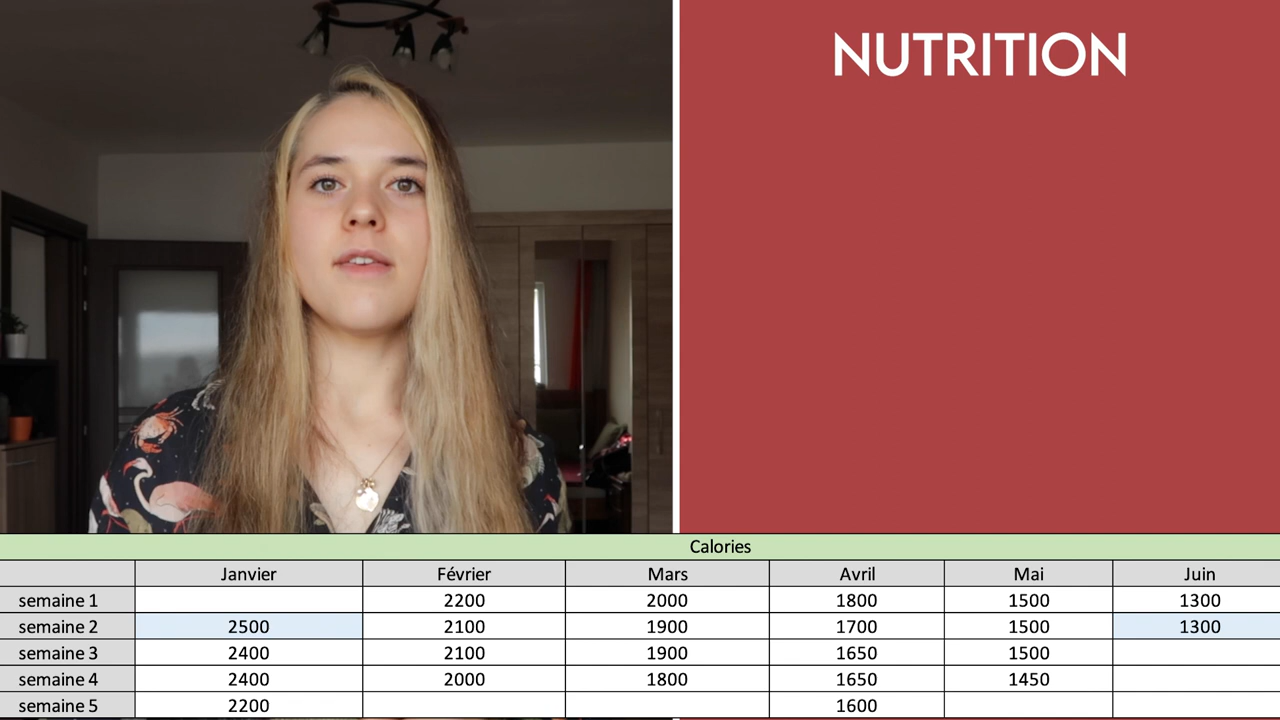 NUTRITION
Calories
Janvier Février Mars Avril Mai Juin
semaine 1 2200 2000 1800 1500 1300
semaine 2 2500 2100 1900 1700 1500 1300
semaine 3 2400 2100 1900 1650 1500
semaine 4 2400 2000 1800 1650 1450
semaine 5 2200 1600